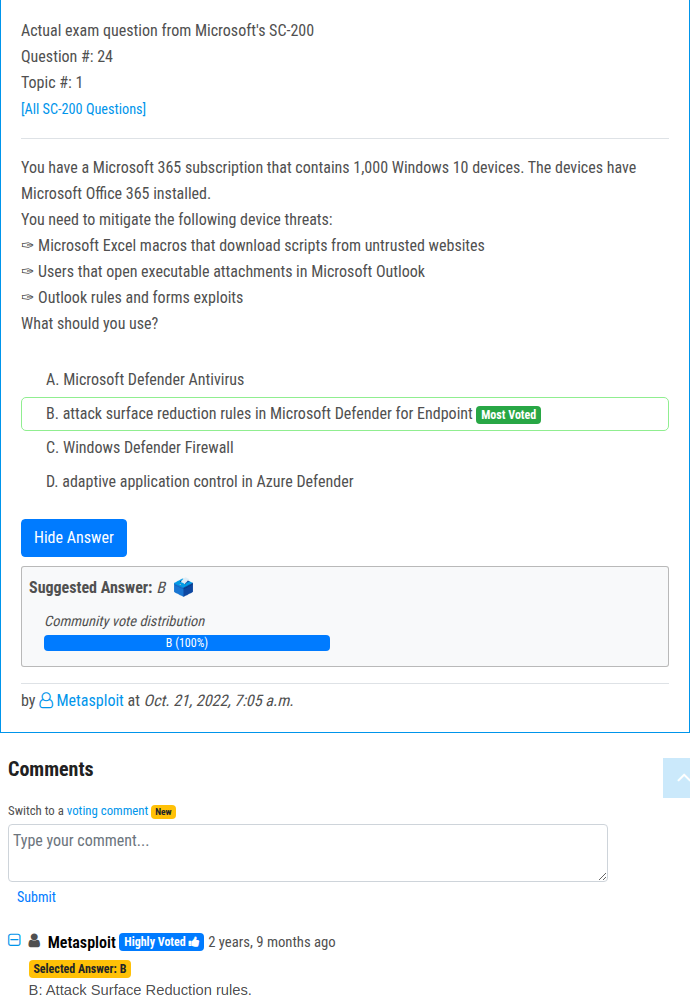 Actual exam question from Microsoft's SC-200
Question #: 24
Topic #: 1
[All SC-200 Questions]
You have a Microsoft 365 subscription that contains 1,000 Windows 10 devices. The devices have
Microsoft Office 365 installed.
You need to mitigate the following device threats:
✑ Microsoft Excel macros that download scripts from untrusted websites
✑ Users that open executable attachments in Microsoft Outlook
✑ Outlook rules and forms exploits
What should you use?
A. Microsoft Defender Antivirus
B. attack surface reduction rules in Microsoft Defender for Endpoint Most Voted
C. Windows Defender Firewall
D. adaptive application control in Azure Defender
Hide Answer
Suggested Answer: B
Community vote distribution
B (100%)
by Metasploit at Oct. 21, 2022, 7:05 a.m.
Comments
Switch to a voting comment New
Type your comment...
Submit
Metasploit Highly Voted 2 years, 9 months ago
Selected Answer: B
B: Attack Surface Reduction rules.